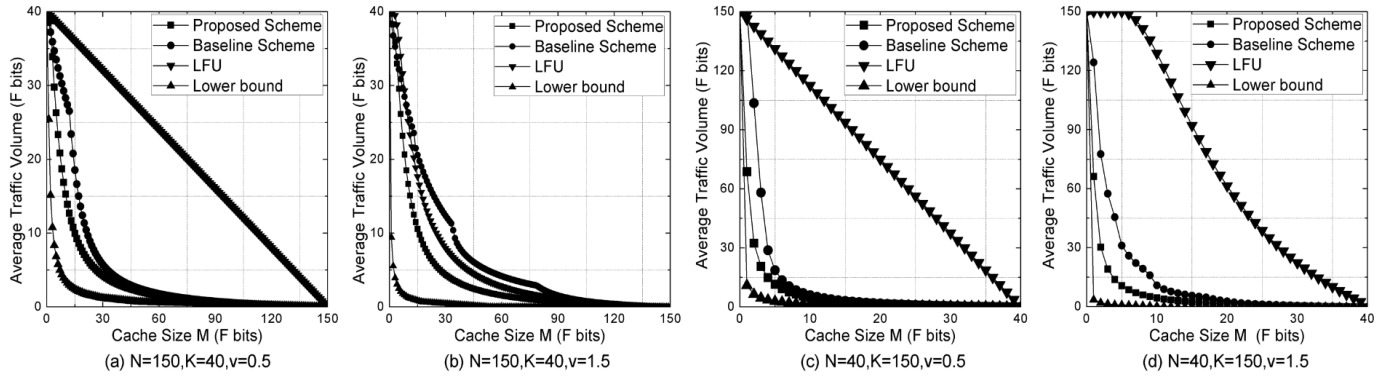 Average Traffic Volume (F bits)
40
30
20
10
0
0 30 60 90 120 150
Cache Size M (F bits)
Proposed Scheme
Baseline Scheme
LFU
Lower bound
(a) N=150,K=40,v=0.5
Average Traffic Volume (F bits)
40
30
20
10
0
0 30 60 90 120 150
Cache Size M (F bits)
Proposed Scheme
Baseline Scheme
LFU
Lower bound
(b) N=150,K=40,v=1.5
Average Traffic Volume (F bits)
150
120
90
60
30
0
0 10 20 30 40
Cache Size M (F bits)
Proposed Scheme
Baseline Scheme
LFU
Lower bound
(c) N=40,K=150,v=0.5
Average Traffic Volume (F bits)
150
120
90
60
30
0
0 10 20 30 40
Cache Size M (F bits)
Proposed Scheme
Baseline Scheme
LFU
Lower bound
(d) N=40,K=150,v=1.5